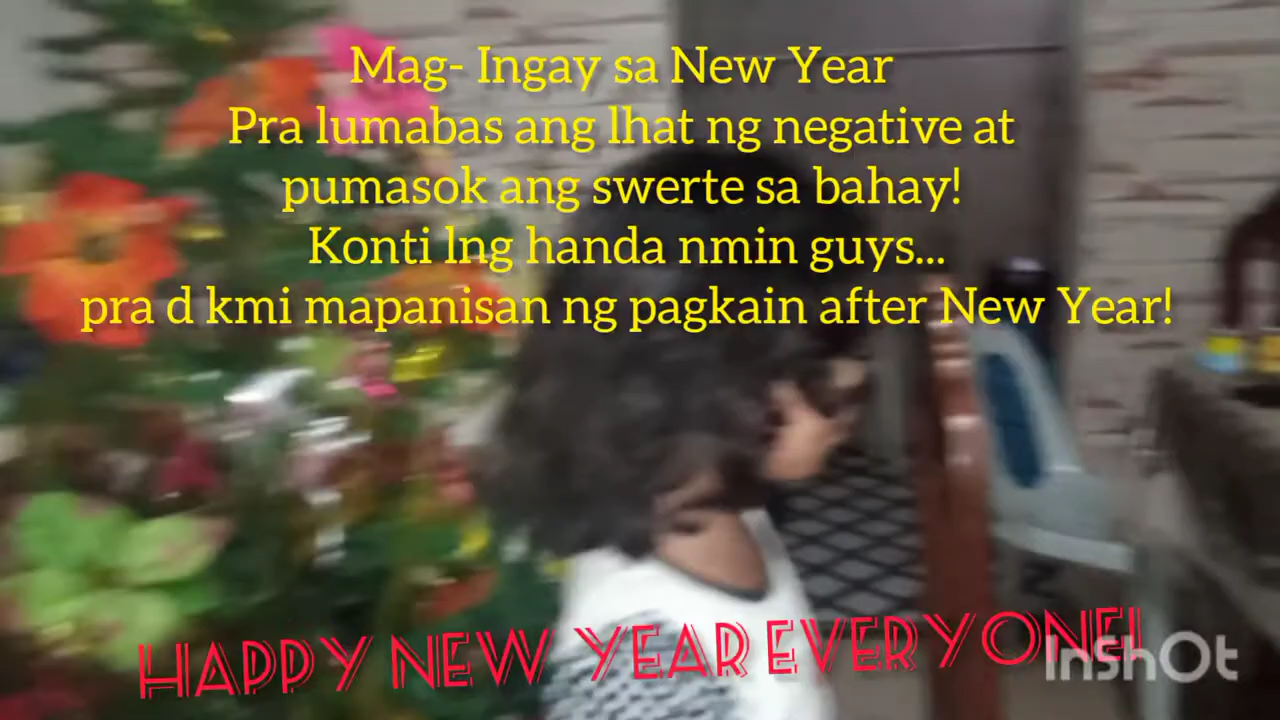 Mag- Ingay sa New Year
Pra lumabas ang lhat ng negative at
pumasok ang swerte sa bahay!
Konti lng handa nmin guys...
pra d kmi mapanisan ng pagkain after New Year!
HAPPY NEW YEAR EVERYONE!
InshOt